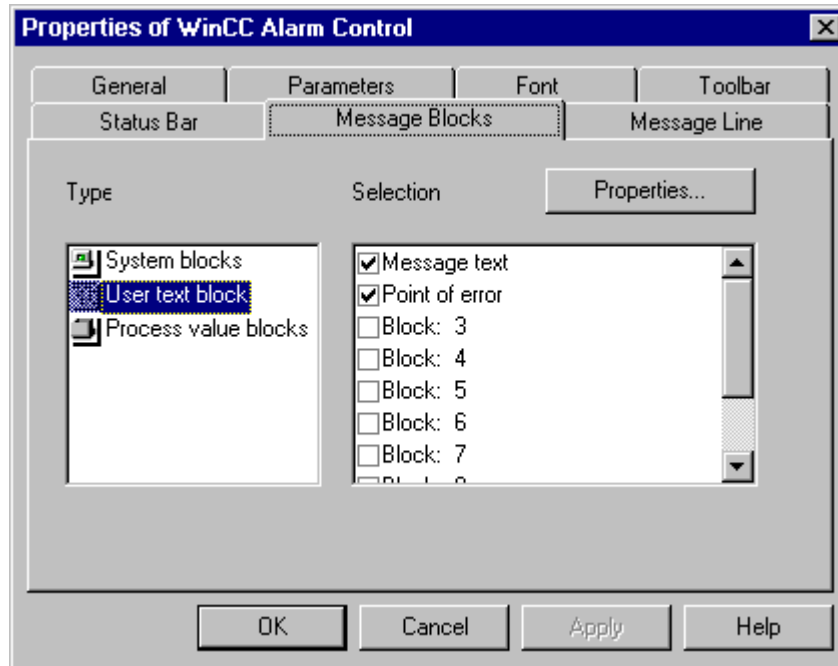 Properties of WinCC Alarm Control
General Parameters Font Toolbar
Status Bar Message Blocks Message Line
Type Selection Properties...
System blocks
User text block
Process value blocks
Message text
Point of error
Block: 3
Block: 4
Block: 5
Block: 6
Block: 7
OK Cancel Apply Help